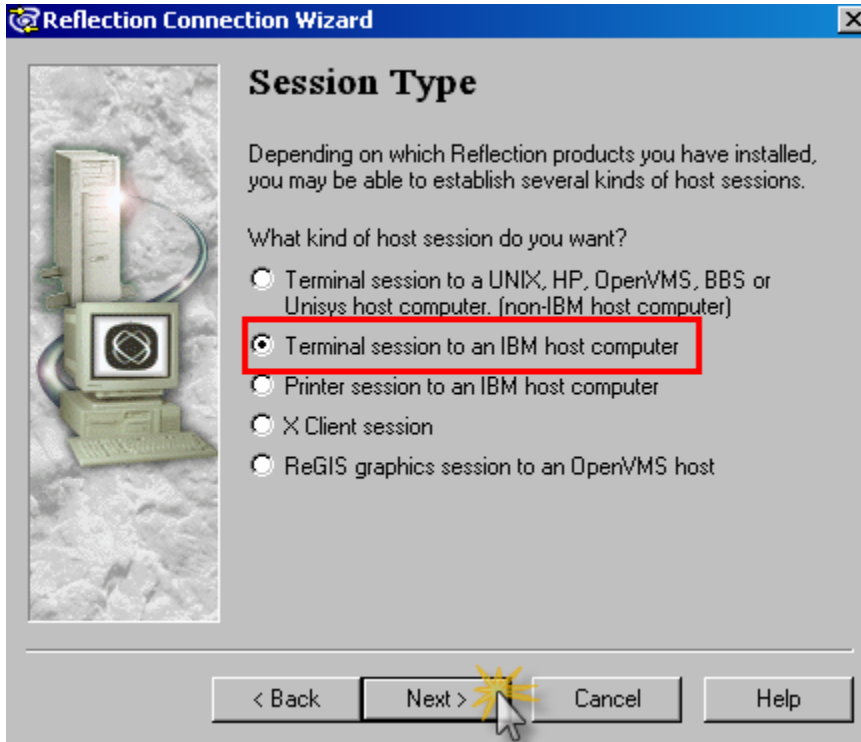 Reflection Connection Wizard
Session Type
Depending on which Reflection products you have installed,
you may be able to establish several kinds of host sessions.
What kind of host session do you want?
Terminal session to a UNIX, HP, OpenVMS, BBS or
Unisys host computer. (non-IBM host computer)
Terminal session to an IBM host computer
Printer session to an IBM host computer
X Client session
ReGIS graphics session to an OpenVMS host
< Back Next > Cancel Help